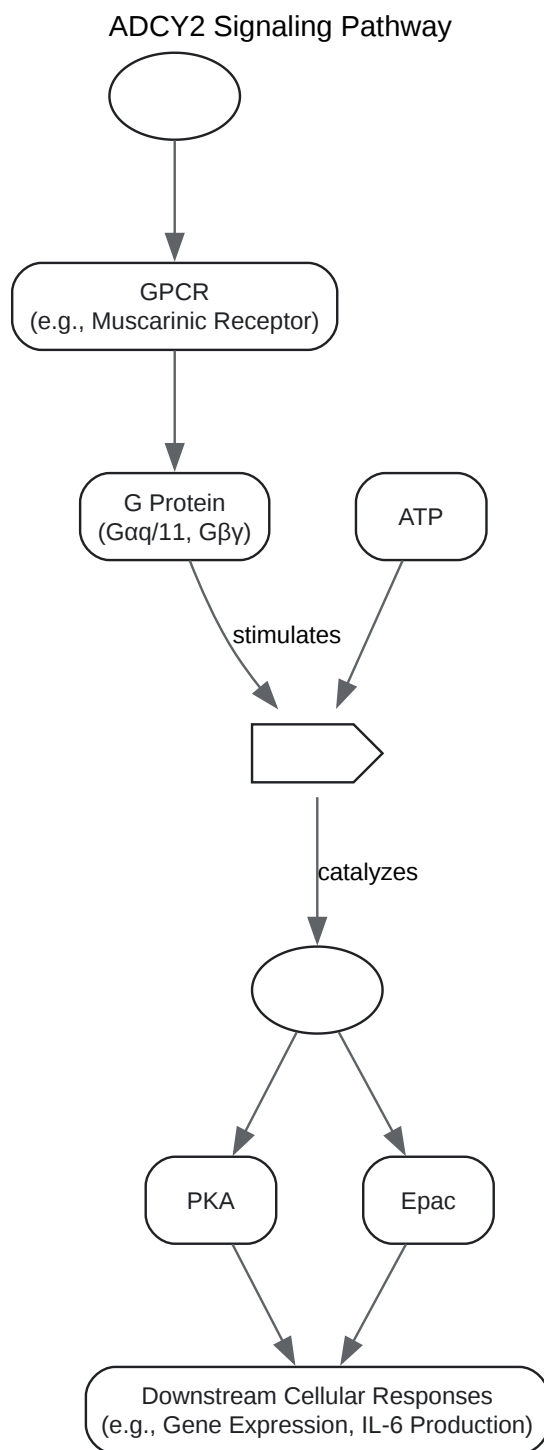 ADCY2 Signaling Pathway
GPCR
(e.g., Muscarinic Receptor)
G Protein
(Gαq/11, Gβγ)
ATP
stimulates
catalyzes
PKA
Epac
Downstream Cellular Responses
(e.g., Gene Expression, IL-6 Production)